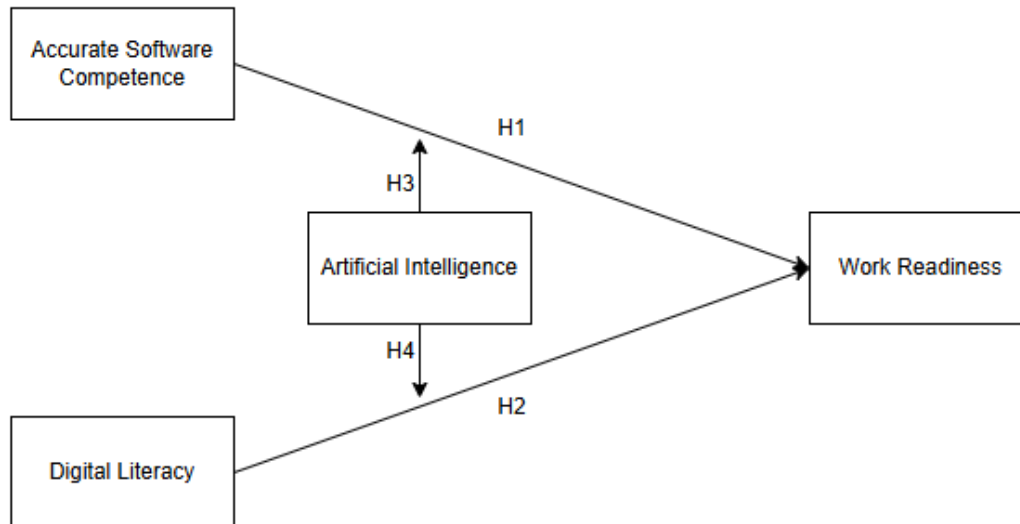 Accurate Software
Competence
H1
H3
Artificial Intelligence
Work Readiness
H4
H2
Digital Literacy